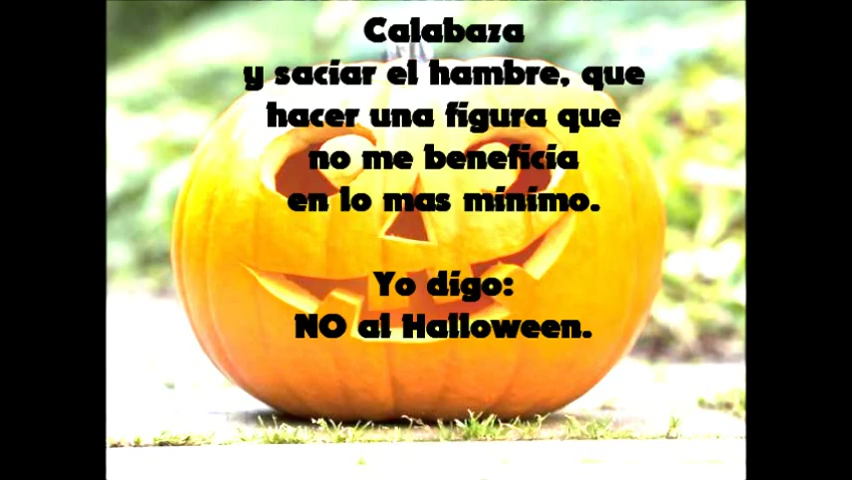 Calabaza
y saciar el hambre, que
hacer una figura que
no me beneficia
en lo mas minimo.
Yo digo:
NO al Halloween.